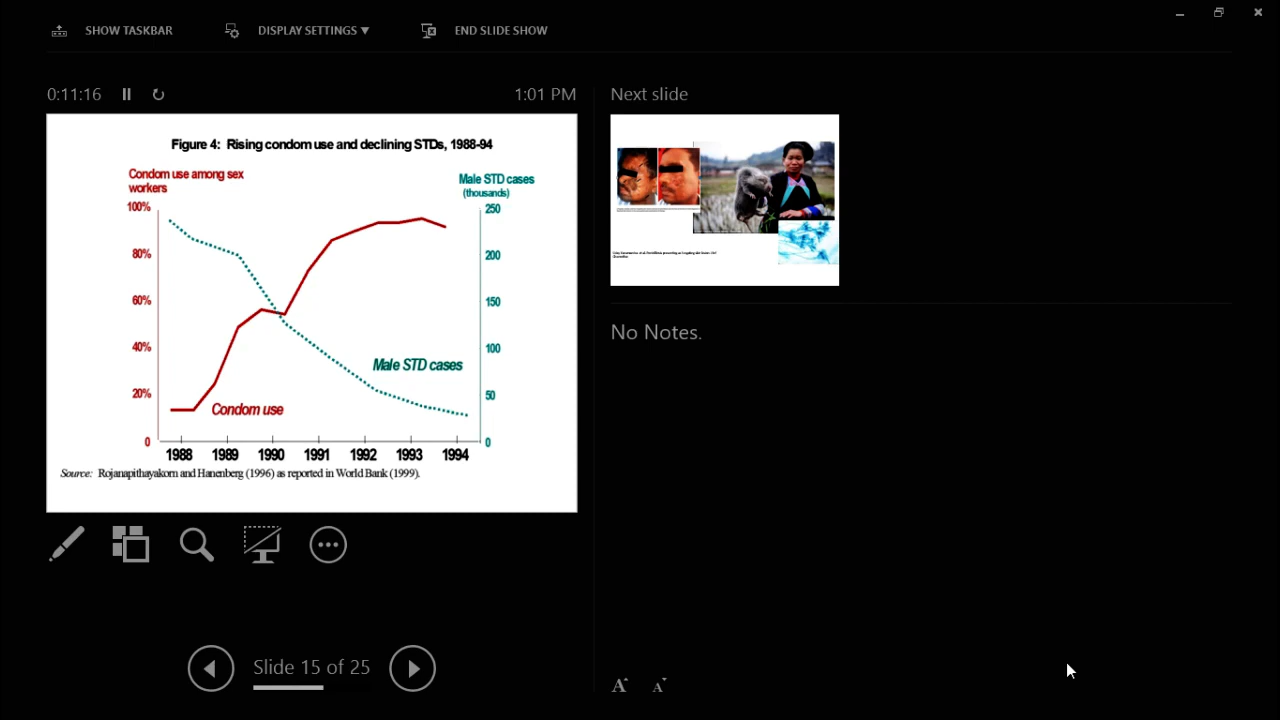 SHOW TASKBAR
DISPLAY SETTINGS ▼
END SLIDE SHOW
0:11:16
1:01 PM
Next slide
Figure 4: Rising condom use and declining STDs, 1988-94
Condom use among sex
workers
Male STD cases
(thousands)
100%
80%
60%
40%
20%
0
250
200
150
100
50
0
Male STD cases
Condom use
1988 1989 1990 1991 1992 1993 1994
Source: Rojanapithayakorn and Hanenberg (1996) as reported in World Bank (1999).
No Notes.
Slide 15 of 25
A A